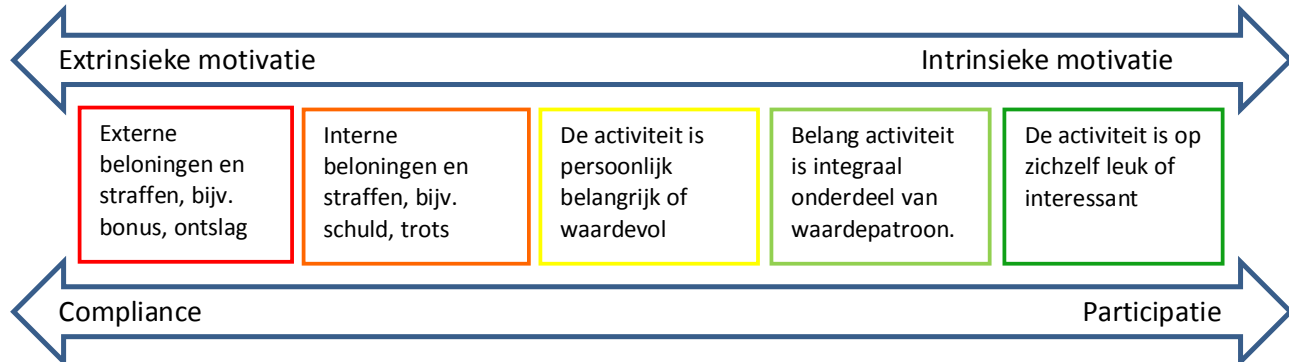 Extrinsieke motivatie
Intrinsieke motivatie
Externe
beloningen en
straffen, bijv.
bonus, ontslag
Interne
beloningen en
straffen, bijv.
schuld, trots
De activiteit is
persoonlijk
belangrijk of
waardevol
Belang activiteit
is integraal
onderdeel van
waardepatroon.
De activiteit is op
zichzelf leuk of
interessant
Compliance
Participatie